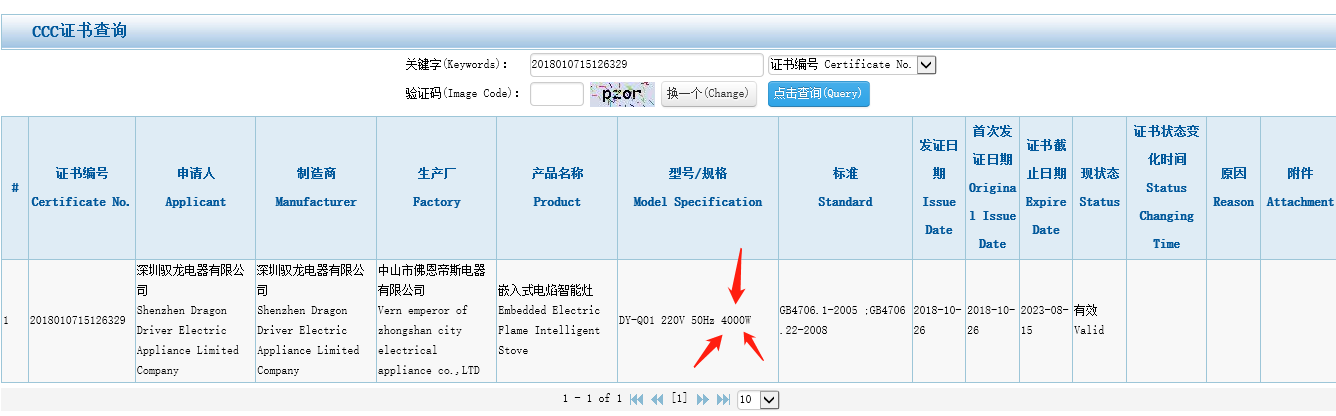 CCC证书查询
关键字(Keywords): 2018010715126329 证书编号 Certificate No.
验证码(Image Code): pzor 换一个(Change) 点击查询(Query)
#
证书编号
Certificate No.
申请人
Applicant
制造商
Manufacturer
生产厂
Factory
产品名称
Product
型号/规格
Model Specification
标准
Standard
发证日
期
Issue
Date
首次发
证日期
Origina
l Issue
Date
证书截
止日期
Expire
Date
现状态
Status
证书状态变
化时间
Status
Changing
Time
原因
Reason
附件
Attachment
1
2018010715126329
深圳驭龙电器有限公
司
Shenzhen Dragon
Driver Electric
Appliance Limited
Company
深圳驭龙电器有限公
司
Shenzhen Dragon
Driver Electric
Appliance Limited
Company
中山市佛恩帝斯电器
有限公司
Vern emperor of
zhongshan city
electrical
appliance co.,LTD
嵌入式电焰智能灶
Embedded Electric
Flame Intelligent
Stove
DY-Q01 220V 50Hz 4000W
GB4706.1-2005 ;GB4706
.22-2008
2018-10-
26
2018-10-
26
2023-08-
15
有效
Valid
1 - 1 of 1 [1] 10